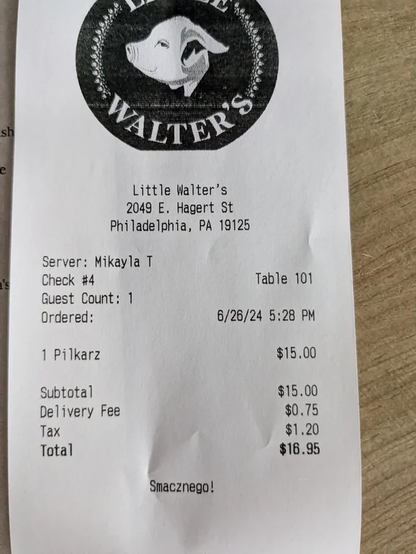 WALTER'S
Little Walter's
2049 E. Hagert St
Philadelphia, PA 19125
Server: Mikayla T
Check #4 Table 101
Guest Count: 1
Ordered: 6/26/24 5:28 PM
1 Pilkarz $15.00
Subtotal $15.00
Delivery Fee $0.75
Tax $1.20
Total $16.95
Smacznego!